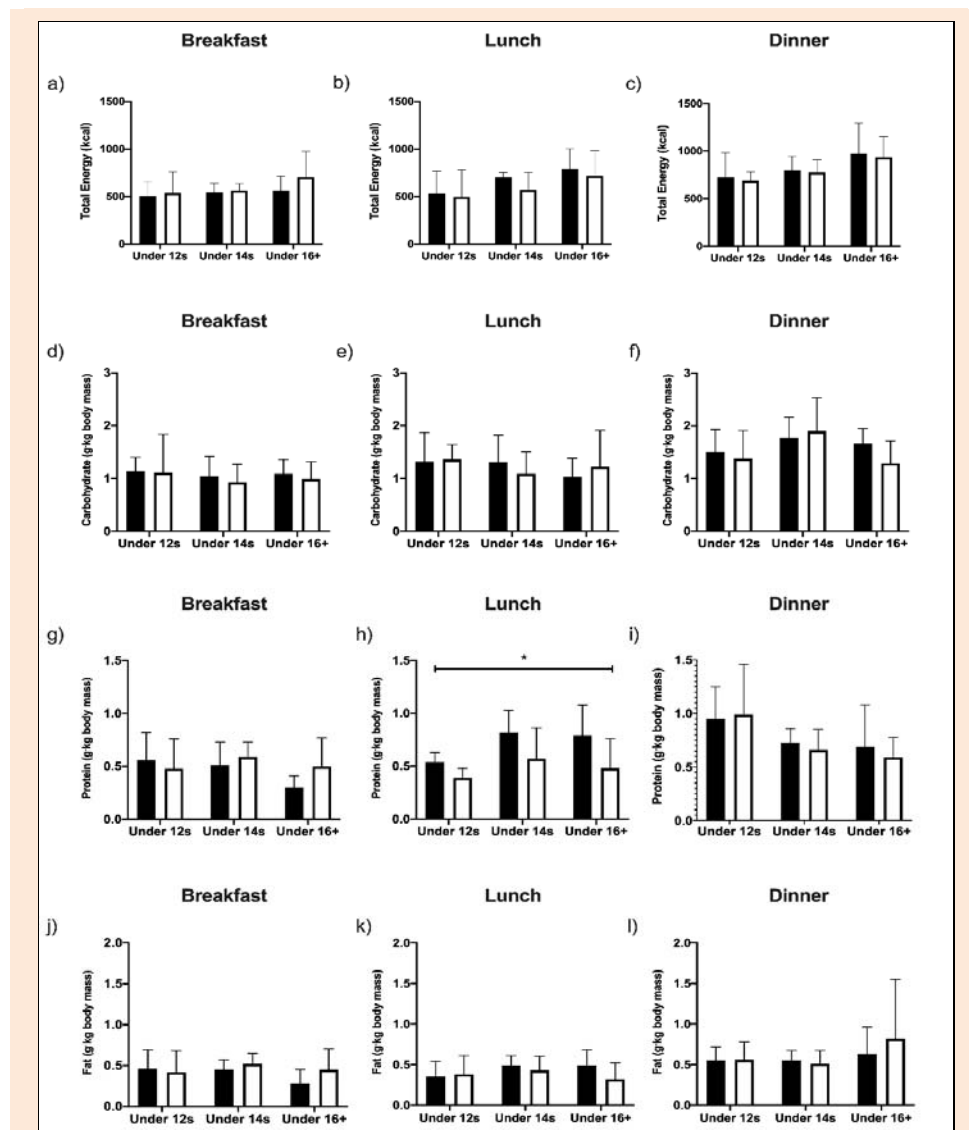 Breakfast Lunch Dinner
a) b) c)
Total Energy (kcal) Total Energy (kcal) Total Energy (kcal)
1500 1500 1500
1000 1000 1000
500 500 500
0 0 0
Under 12s Under 14s Under 16+ Under 12s Under 14s Under 16+ Under 12s Under 14s Under 16+
Breakfast Lunch Dinner
d) e) f)
Carbohydrate (g·kg body mass) Carbohydrate (g·kg body mass) Carbohydrate (g·kg body mass)
3 3 3
2 2 2
1 1 1
0 0 0
Under 12s Under 14s Under 16+ Under 12s Under 14s Under 16+ Under 12s Under 14s Under 16+
Breakfast Lunch Dinner
g) h) i)
Protein (g·kg body mass) Protein (g·kg body mass) Protein (g·kg body mass)
*
1.5 1.5 1.5
1.0 1.0 1.0
0.5 0.5 0.5
0.0 0.0 0.0
Under 12s Under 14s Under 16+ Under 12s Under 14s Under 16+ Under 12s Under 14s Under 16+
Breakfast Lunch Dinner
j) k) l)
Fat (g·kg body mass) Fat (g·kg body mass) Fat (g·kg body mass)
2.0 2.0 2.0
1.5 1.5 1.5
1.0 1.0 1.0
0.5 0.5 0.5
0.0 0.0 0.0
Under 12s Under 14s Under 16+ Under 12s Under 14s Under 16+ Under 12s Under 14s Under 16+